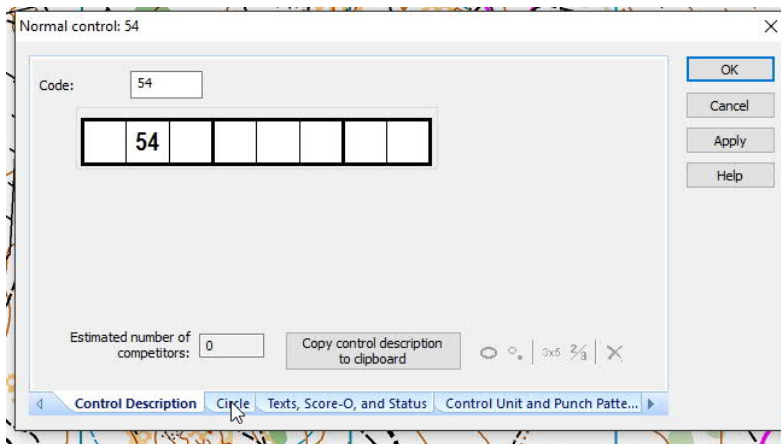 Normal control: 54
OK
Code: 54
Cancel
54
Apply
Help
Estimated number of competitors: 0
Copy control description
to clipboard
3x5 2/3
Control Description Circle Texts, Score-O, and Status Control Unit and Punch Patte...